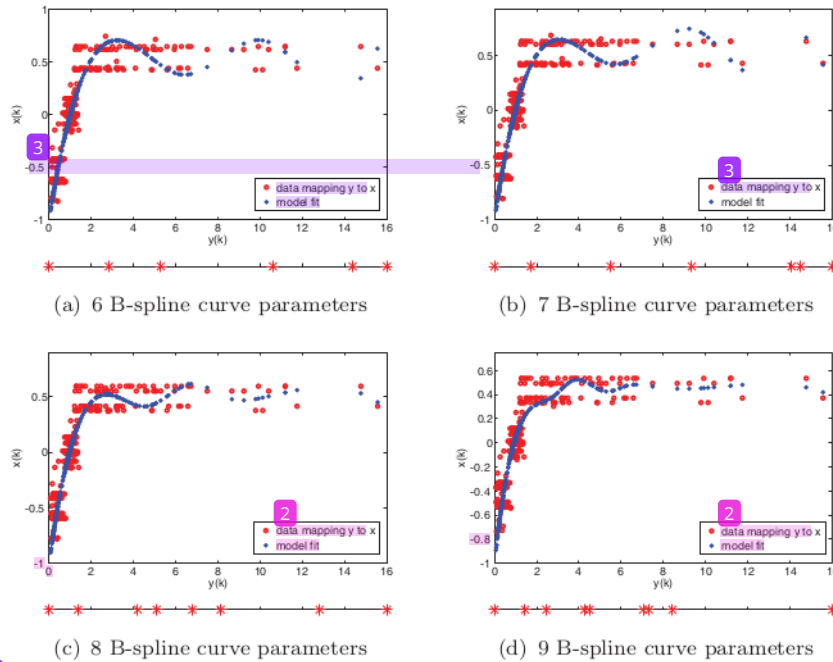 1
0.5
0
-0.5
-1
x(k)
3
data mapping y to x
model fit
0 2 4 6 8 10 12 14 16
y(k)
(a) 6 B-spline curve parameters
0.5
0
-0.5
-1
x(k)
3
data mapping y to x
model fit
0 2 4 6 8 10 12 14 16
y(k)
(b) 7 B-spline curve parameters
0.5
0
-0.5
-1
x(k)
2
data mapping y to x
model fit
0 2 4 6 8 10 12 14 16
y(k)
(c) 8 B-spline curve parameters
0.6
0.4
0.2
0
-0.2
-0.4
-0.6
-0.8
-1
x(k)
2
data mapping y to x
model fit
0 2 4 6 8 10 12 14 16
y(k)
(d) 9 B-spline curve parameters